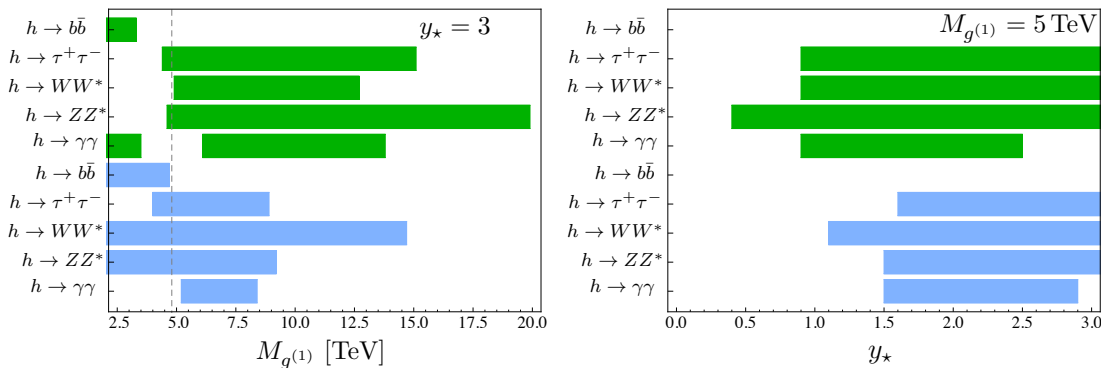 h → bb̄
h → τ⁺τ⁻
h → WW*
h → ZZ*
h → γγ
h → bb̄
h → τ⁺τ⁻
h → WW*
h → ZZ*
h → γγ
y⋆ = 3
2.5 5.0 7.5 10.0 12.5 15.0 17.5 20.0
M_g⁽¹⁾ [TeV]
h → bb̄
h → τ⁺τ⁻
h → WW*
h → ZZ*
h → γγ
h → bb̄
h → τ⁺τ⁻
h → WW*
h → ZZ*
h → γγ
M_g⁽¹⁾ = 5 TeV
0.0 0.5 1.0 1.5 2.0 2.5 3.0
y⋆